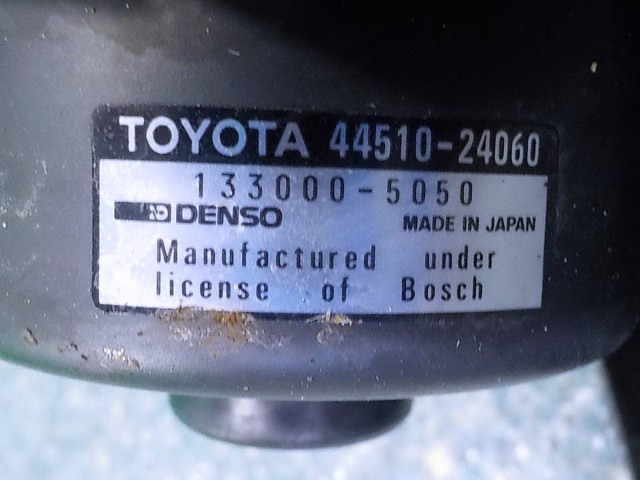 TOYOTA 44510-24060
133000-5050
DENSO MADE IN JAPAN
Manufactured under
license of Bosch